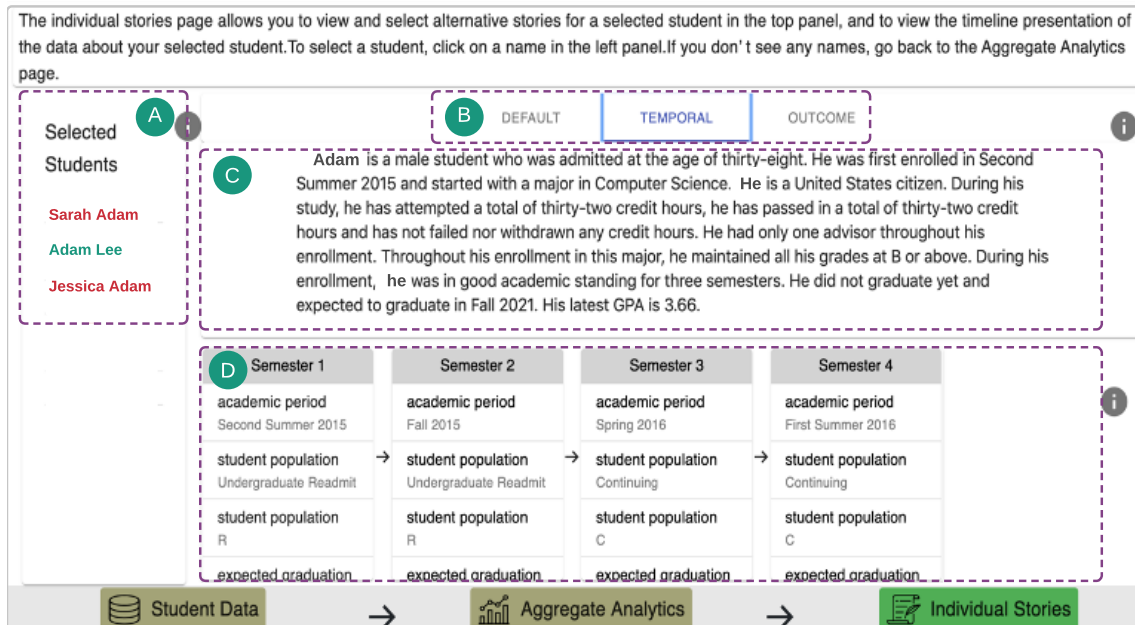 The individual stories page allows you to view and select alternative stories for a selected student in the top panel, and to view the timeline presentation of
the data about your selected student.To select a student, click on a name in the left panel.If you don't see any names, go back to the Aggregate Analytics
page.
A
Selected
Students
i
Sarah Adam
Adam Lee
Jessica Adam
B
DEFAULT
TEMPORAL
OUTCOME
i
C
Adam is a male student who was admitted at the age of thirty-eight. He was first enrolled in Second
Summer 2015 and started with a major in Computer Science. He is a United States citizen. During his
study, he has attempted a total of thirty-two credit hours, he has passed in a total of thirty-two credit
hours and has not failed nor withdrawn any credit hours. He had only one advisor throughout his
enrollment. Throughout his enrollment in this major, he maintained all his grades at B or above. During his
enrollment, he was in good academic standing for three semesters. He did not graduate yet and
expected to graduate in Fall 2021. His latest GPA is 3.66.
D
Semester 1
academic period
Second Summer 2015
student population
Undergraduate Readmit
student population
R
expected graduation
Semester 2
academic period
Fall 2015
student population
Undergraduate Readmit
student population
R
expected graduation
Semester 3
academic period
Spring 2016
student population
Continuing
student population
C
expected graduation
Semester 4
academic period
First Summer 2016
student population
Continuing
student population
C
expected graduation
i
Student Data
Aggregate Analytics
Individual Stories